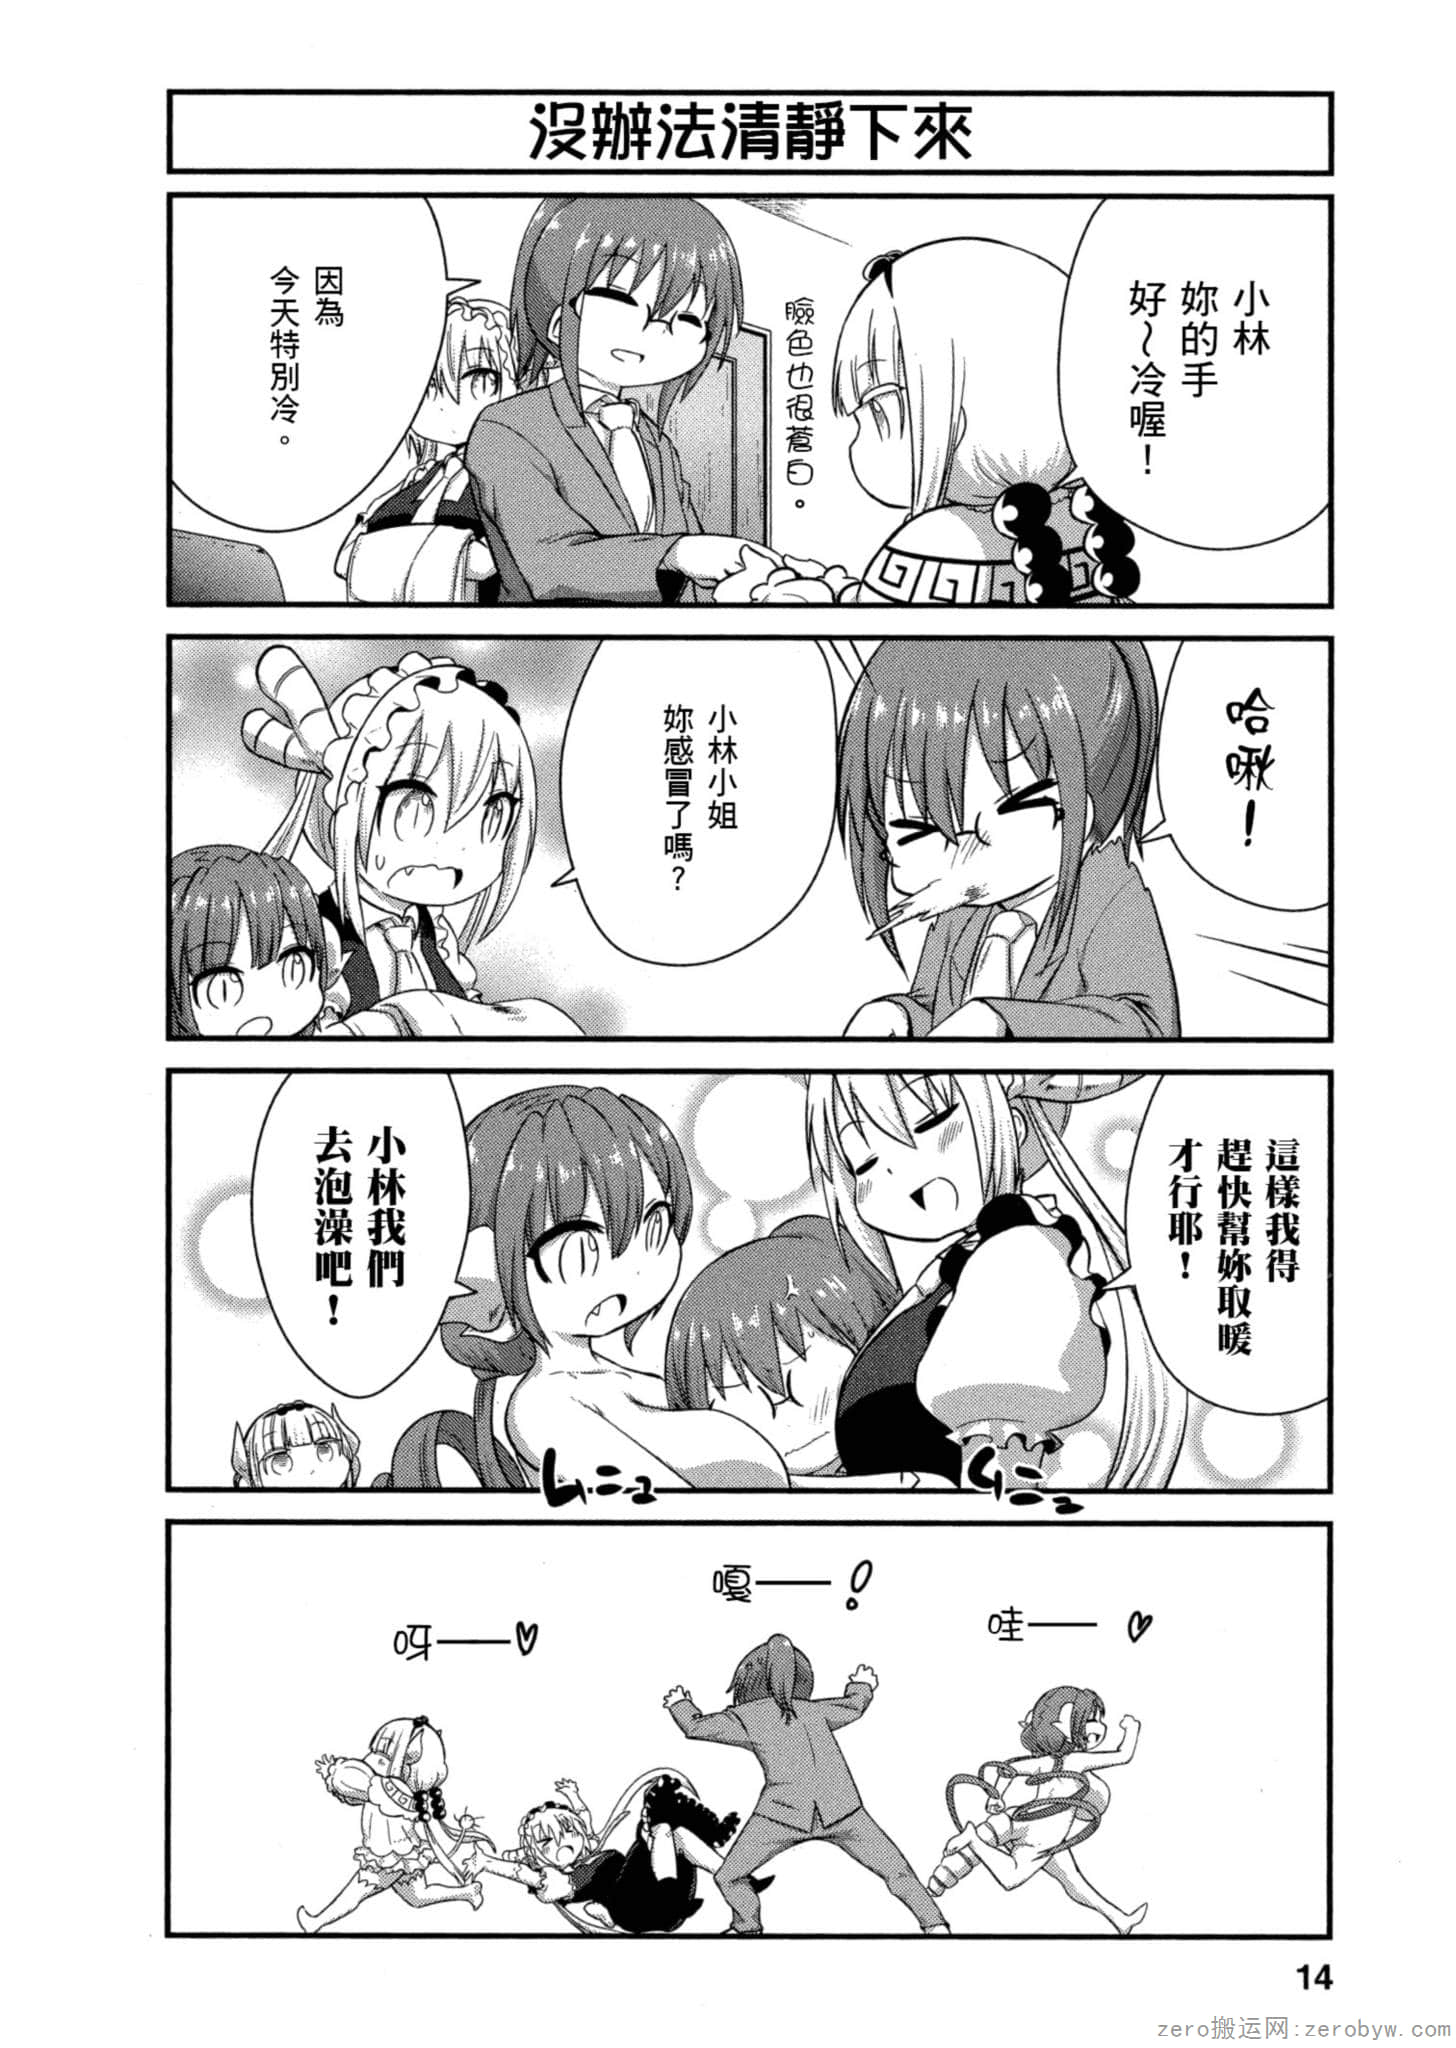 沒辦法清靜下來
小林
妳的手
好～冷喔！
臉色也很蒼白。
因為
今天特別冷。
哈啾！
小林小姐
妳感冒了嗎？
這樣我得
趕快幫妳取暖
才行耶！
小林我們
去泡澡吧！
ムニュ
ムニュ
哇——♥
嘎——！
呀——♥
14
zero搬运网:zerobyw.com